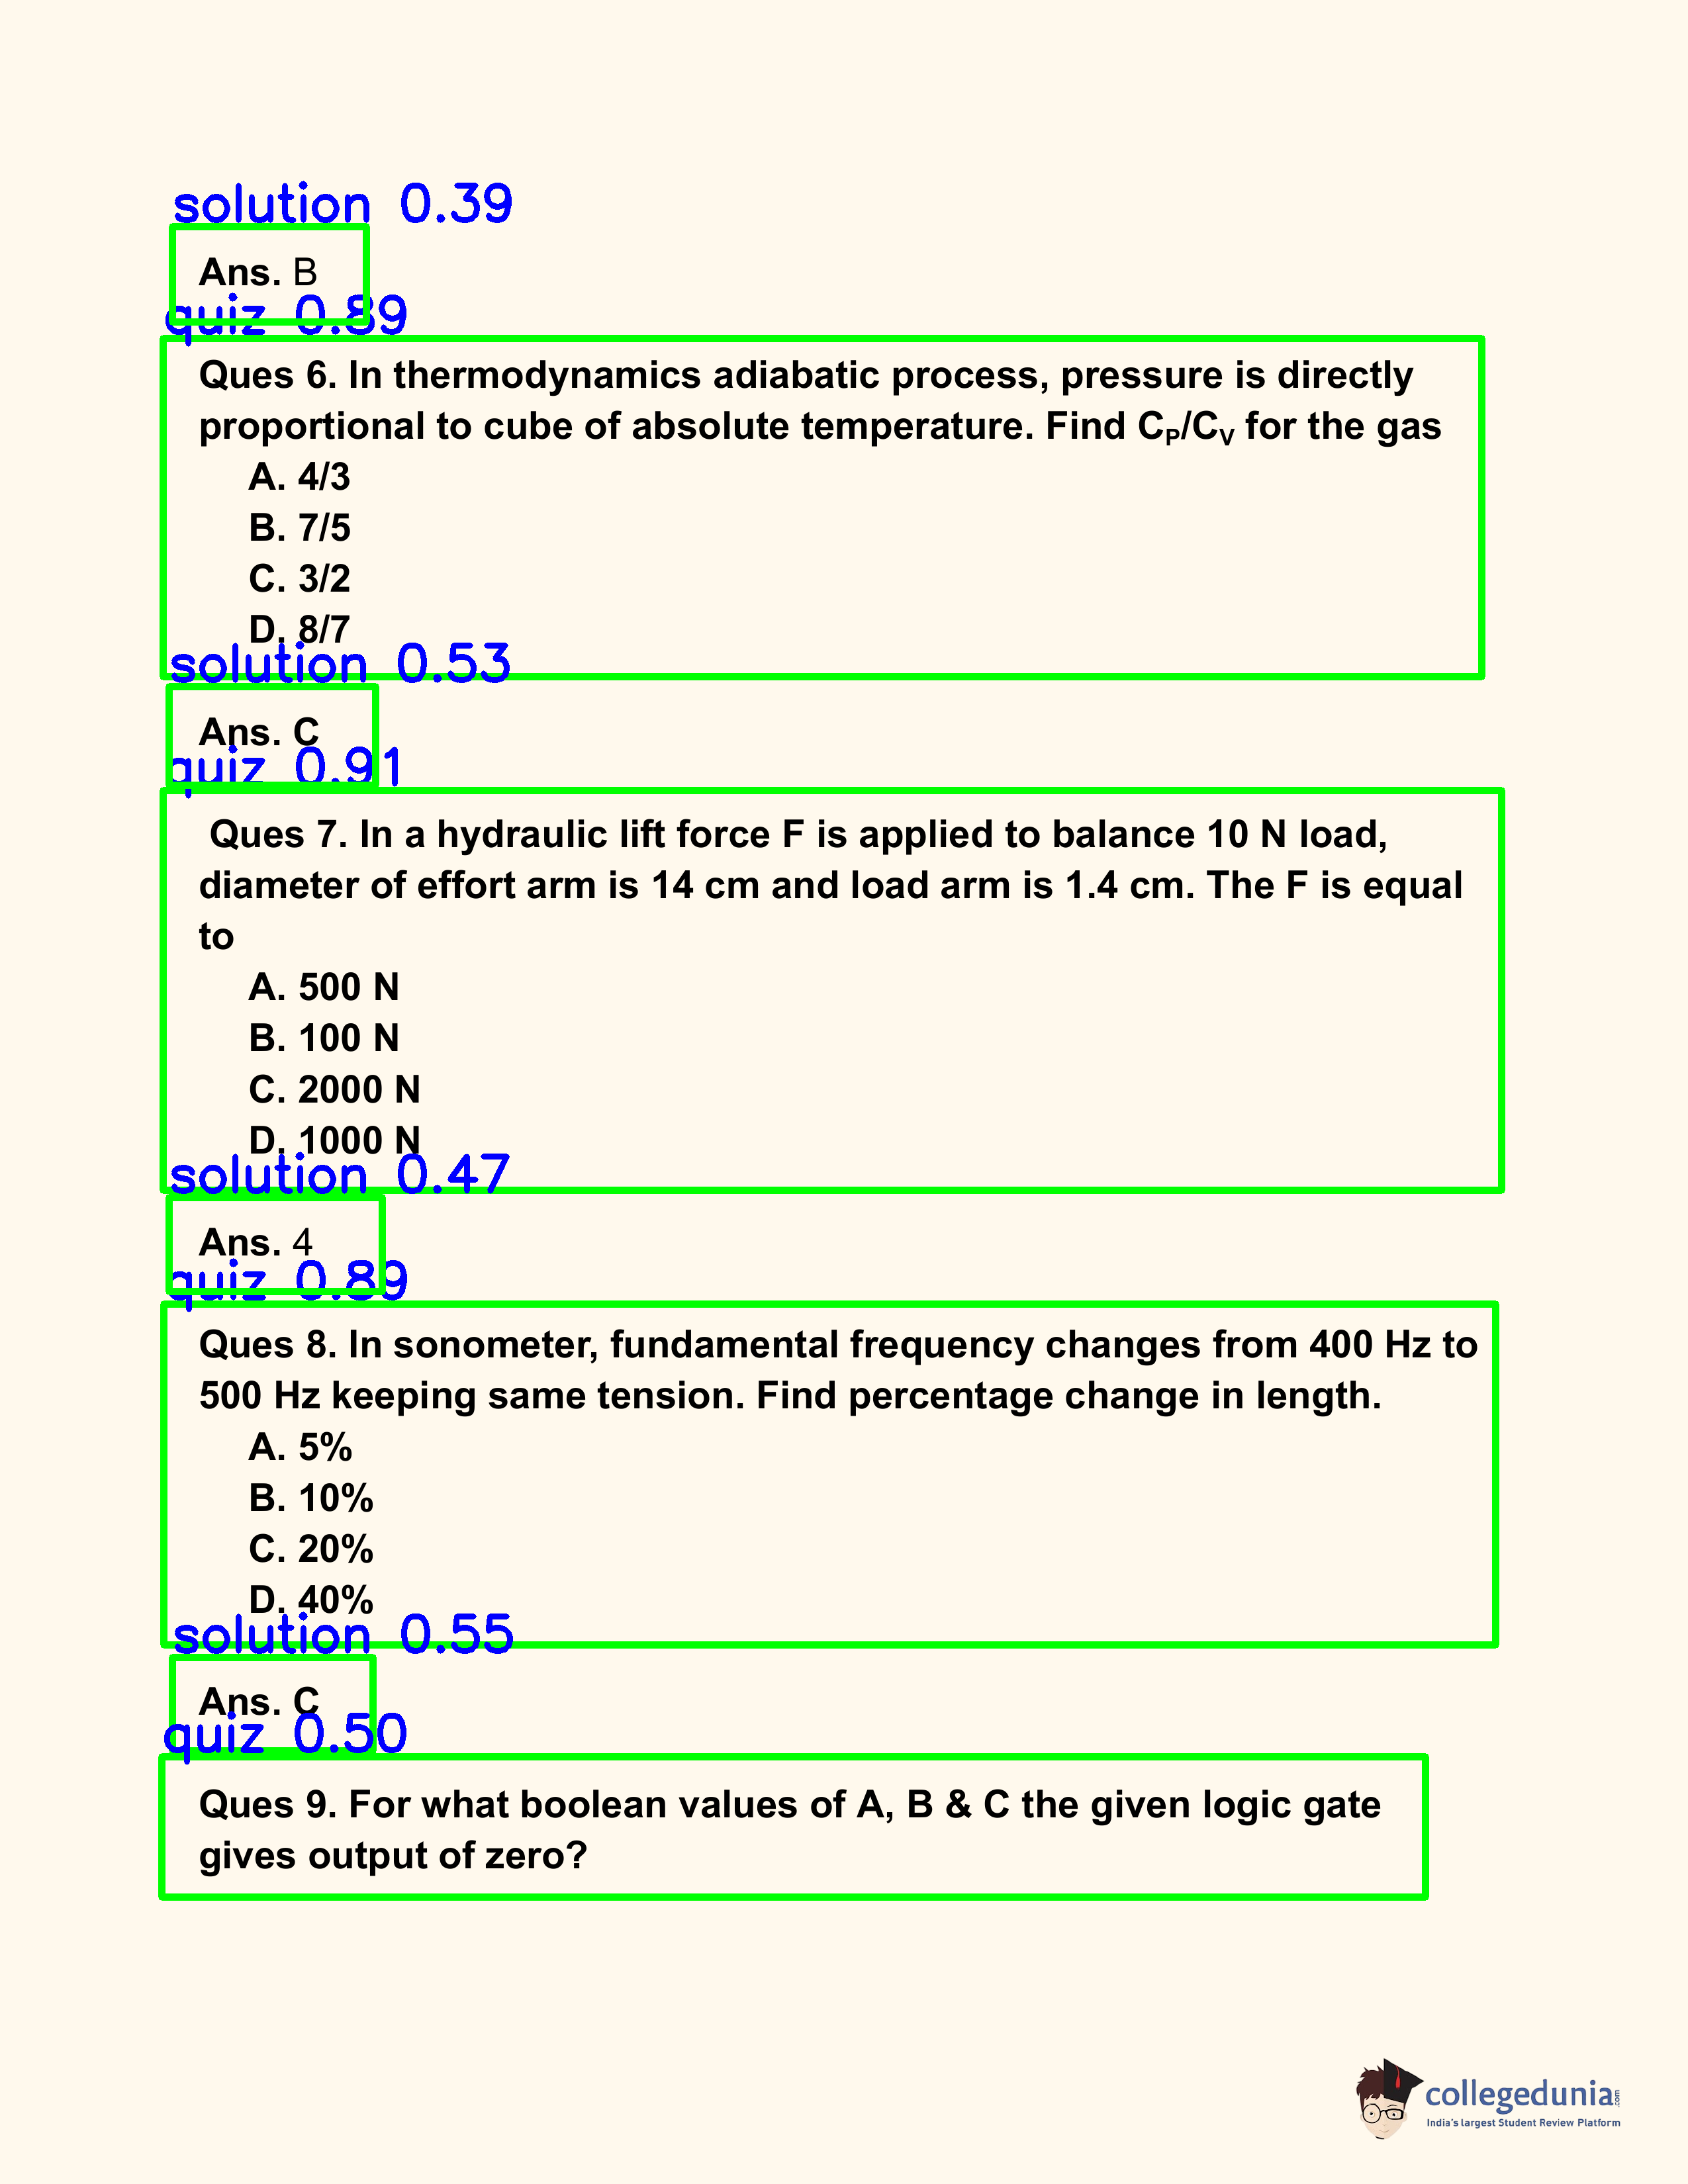 solution 0.39
Ans. B
quiz 0.89
Ques 6. In thermodynamics adiabatic process, pressure is directly
proportional to cube of absolute temperature. Find CP/CV for the gas
A. 4/3
B. 7/5
C. 3/2
D. 8/7
solution 0.53
Ans. C
quiz 0.91
Ques 7. In a hydraulic lift force F is applied to balance 10 N load,
diameter of effort arm is 14 cm and load arm is 1.4 cm. The F is equal
to
A. 500 N
B. 100 N
C. 2000 N
D. 1000 N
solution 0.47
Ans. 4
quiz 0.89
Ques 8. In sonometer, fundamental frequency changes from 400 Hz to
500 Hz keeping same tension. Find percentage change in length.
A. 5%
B. 10%
C. 20%
D. 40%
solution 0.55
Ans. C
quiz 0.50
Ques 9. For what boolean values of A, B & C the given logic gate
gives output of zero?
collegedunia.com
India's largest Student Review Platform